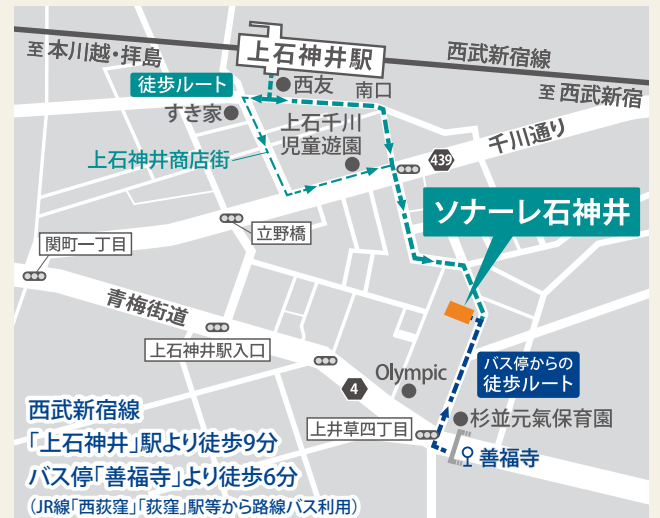 上石神井駅
至 本川越・拝島
西武新宿線
至 西武新宿
徒歩ルート
西友
南口
すき家
上石千川
児童遊園
千川通り
439
上石神井商店街
ソナーレ石神井
立野橋
関町一丁目
青梅街道
上石神井駅入口
バス停からの
徒歩ルート
Olympic
4
杉並元氣保育園
上井草四丁目
善福寺
西武新宿線
「上石神井」駅より徒歩9分
バス停「善福寺」より徒歩6分
(JR線「西荻窪」「荻窪」駅等から路線バス利用)